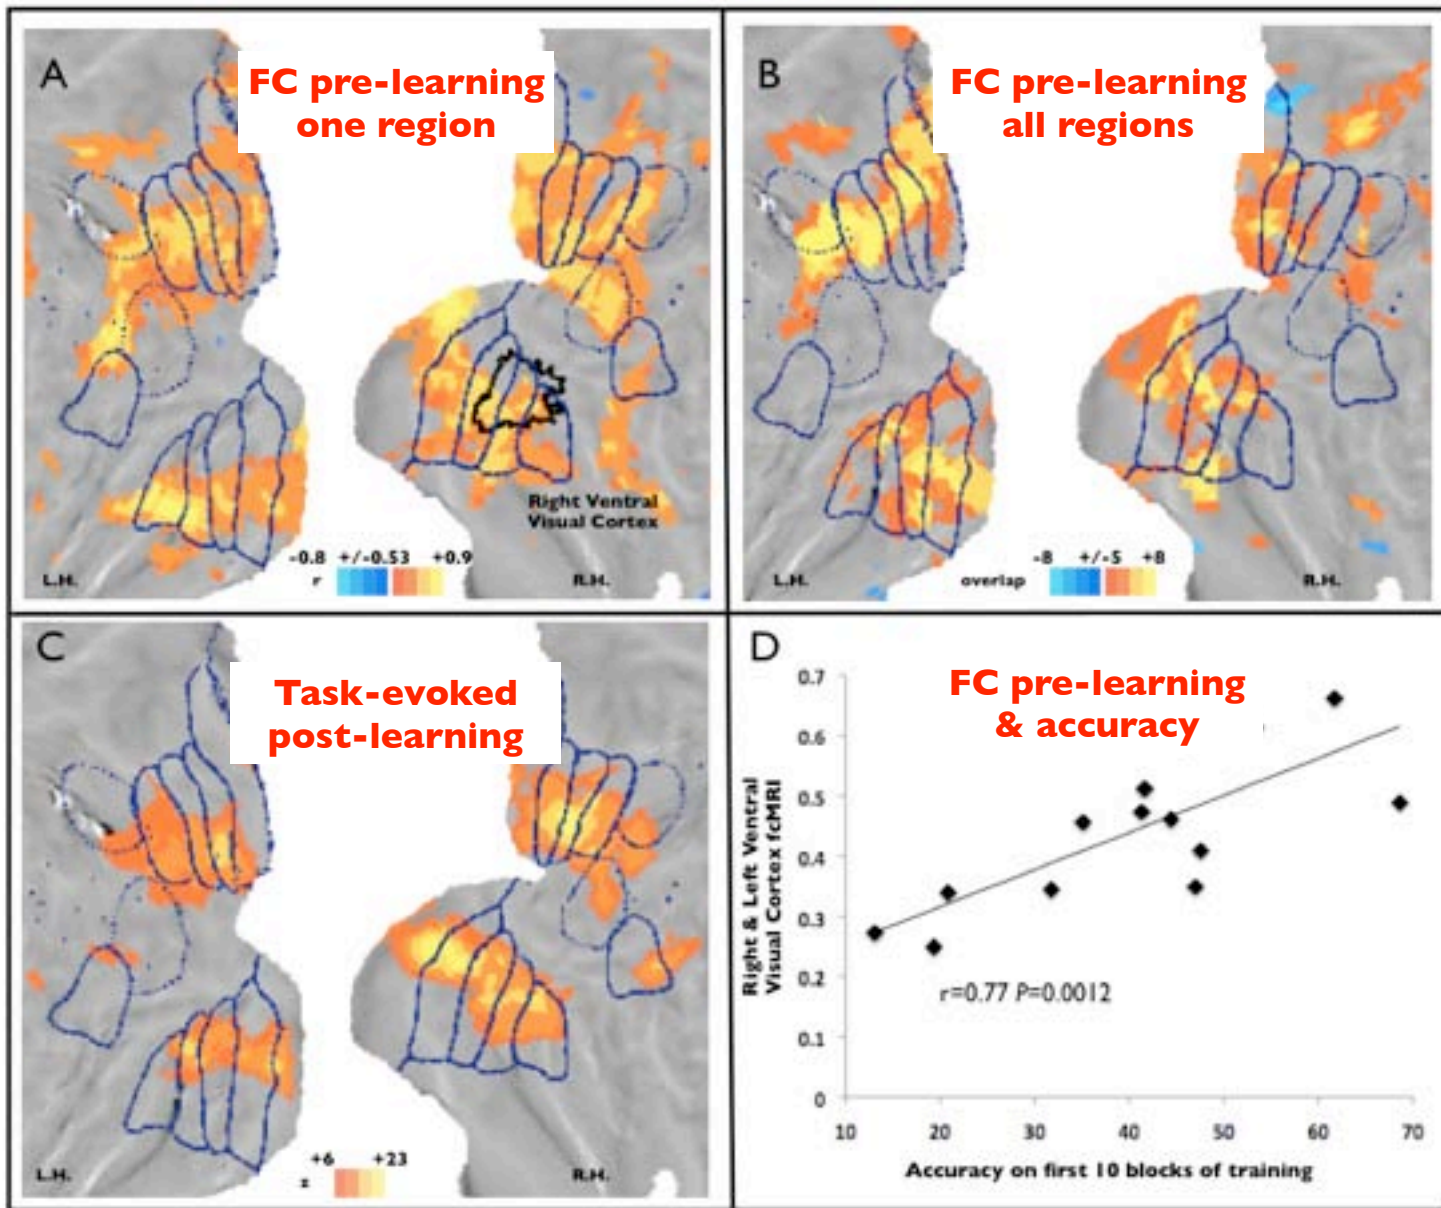 A
FC pre-learning
one region
Right Ventral
Visual Cortex
-0.8 +/-0.53 +0.9
r
L.H.
R.H.
B
FC pre-learning
all regions
-8 +/-5 +8
overlap
L.H.
R.H.
C
Task-evoked
post-learning
+6 +23
z
L.H.
R.H.
D
FC pre-learning
& accuracy
Right & Left Ventral
Visual Cortex fcMRI
0.7
0.6
0.5
0.4
0.3
0.2
0.1
0
r=0.77 P=0.0012
10 20 30 40 50 60 70
Accuracy on first 10 blocks of training